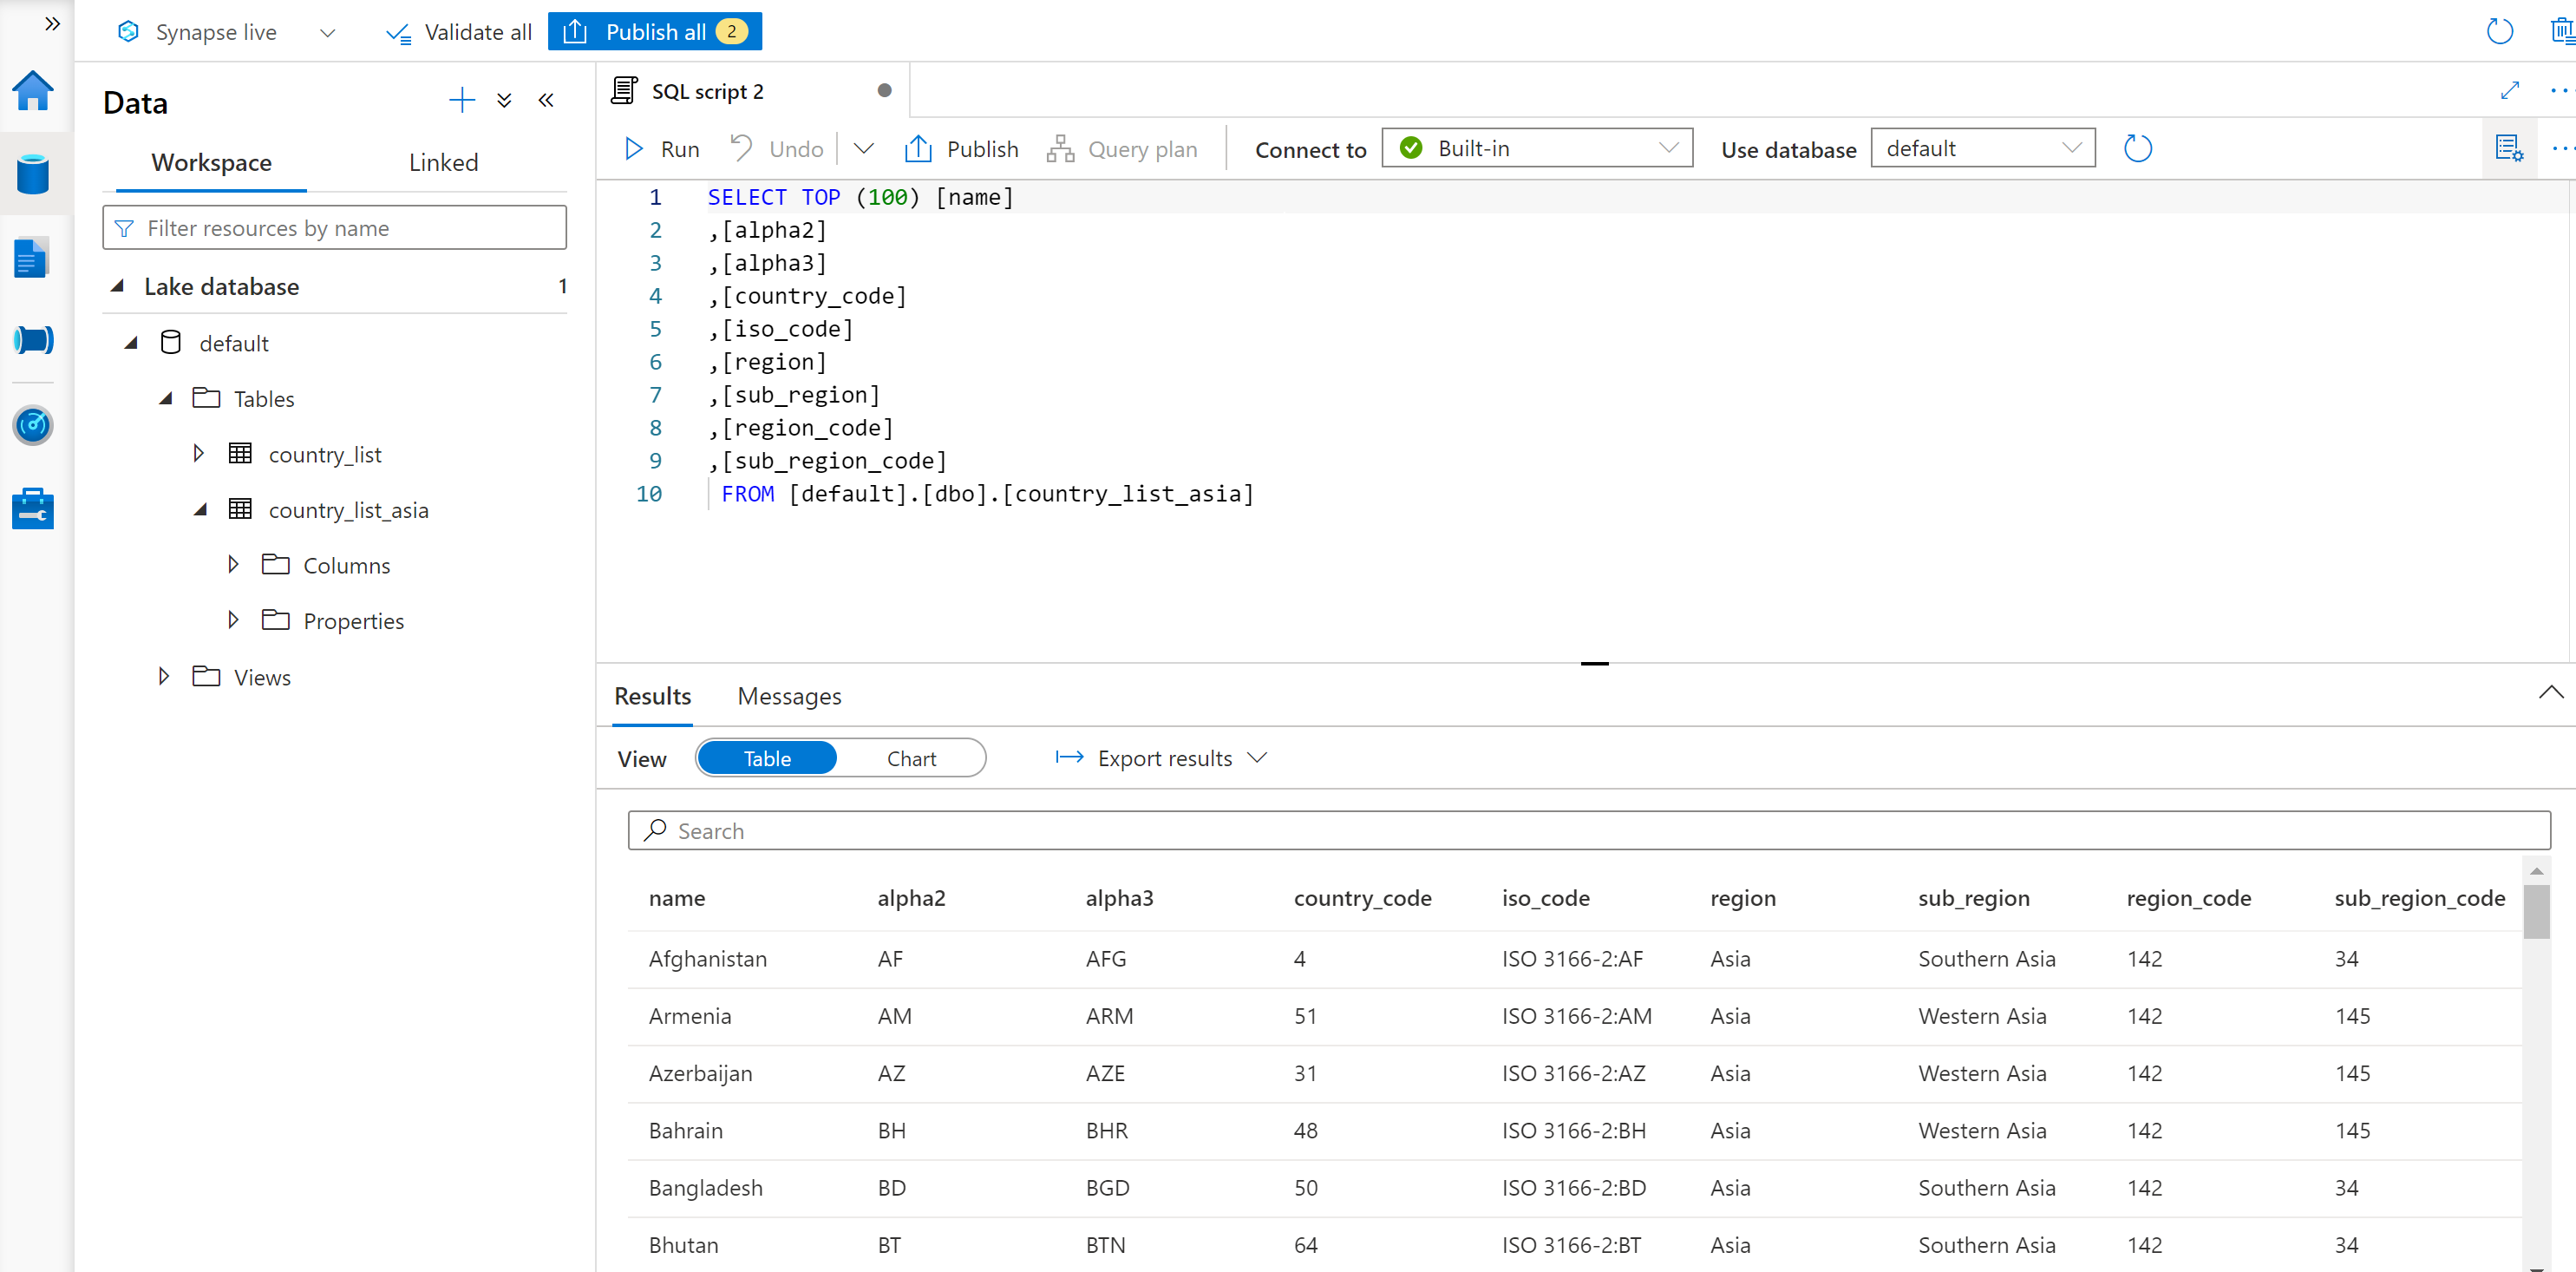 Synapse live
Validate all
Publish all 2
Data
Workspace Linked
Filter resources by name
Lake database 1
default
Tables
country_list
country_list_asia
Columns
Properties
Views
SQL script 2
Run Undo Publish Query plan Connect to Built-in Use database default
1 SELECT TOP (100) [name]
2 ,[alpha2]
3 ,[alpha3]
4 ,[country_code]
5 ,[iso_code]
6 ,[region]
7 ,[sub_region]
8 ,[region_code]
9 ,[sub_region_code]
10 FROM [default].[dbo].[country_list_asia]
Results Messages
View Table Chart Export results
Search
name alpha2 alpha3 country_code iso_code region sub_region region_code sub_region_code
Afghanistan AF AFG 4 ISO 3166-2:AF Asia Southern Asia 142 34
Armenia AM ARM 51 ISO 3166-2:AM Asia Western Asia 142 145
Azerbaijan AZ AZE 31 ISO 3166-2:AZ Asia Western Asia 142 145
Bahrain BH BHR 48 ISO 3166-2:BH Asia Western Asia 142 145
Bangladesh BD BGD 50 ISO 3166-2:BD Asia Southern Asia 142 34
Bhutan BT BTN 64 ISO 3166-2:BT Asia Southern Asia 142 34